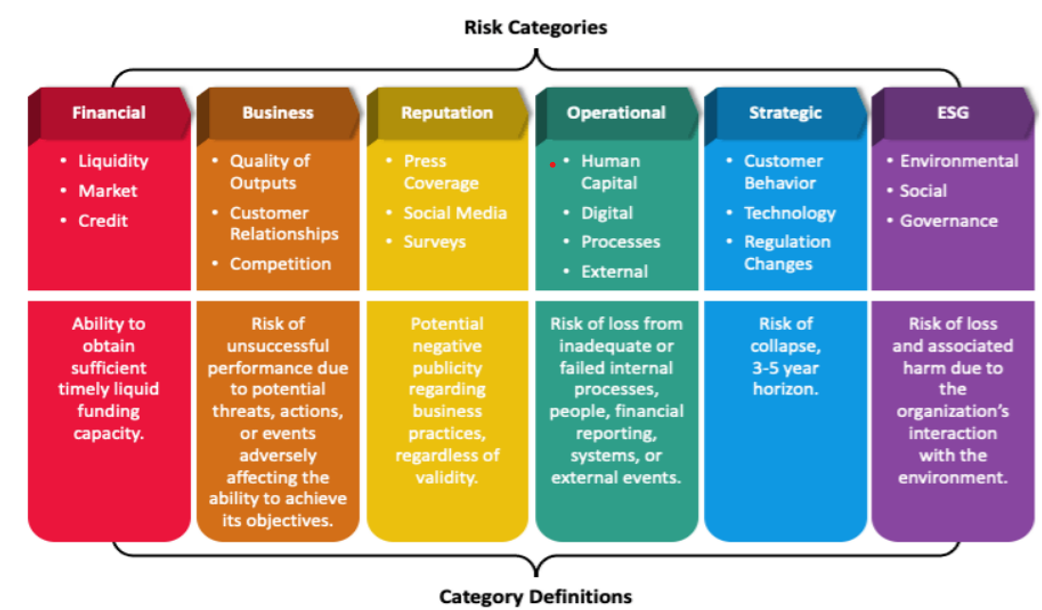 Risk Categories
Financial
• Liquidity
• Market
• Credit
Business
• Quality of
Outputs
• Customer
Relationships
• Competition
Reputation
• Press
Coverage
• Social Media
• Surveys
Operational
• Human
Capital
• Digital
• Processes
• External
Strategic
• Customer
Behavior
• Technology
• Regulation
Changes
ESG
• Environmental
• Social
• Governance
Ability to
obtain
sufficient
timely liquid
funding
capacity.
Risk of
unsuccessful
performance due
to potential
threats, actions,
or events
adversely
affecting the
ability to achieve
its objectives.
Potential
negative
publicity
regarding
business
practices,
regardless of
validity.
Risk of loss from
inadequate or
failed internal
processes,
people, financial
reporting,
systems, or
external events.
Risk of
collapse,
3-5 year
horizon.
Risk of loss
and associated
harm due to
the
organization’s
interaction
with the
environment.
Category Definitions